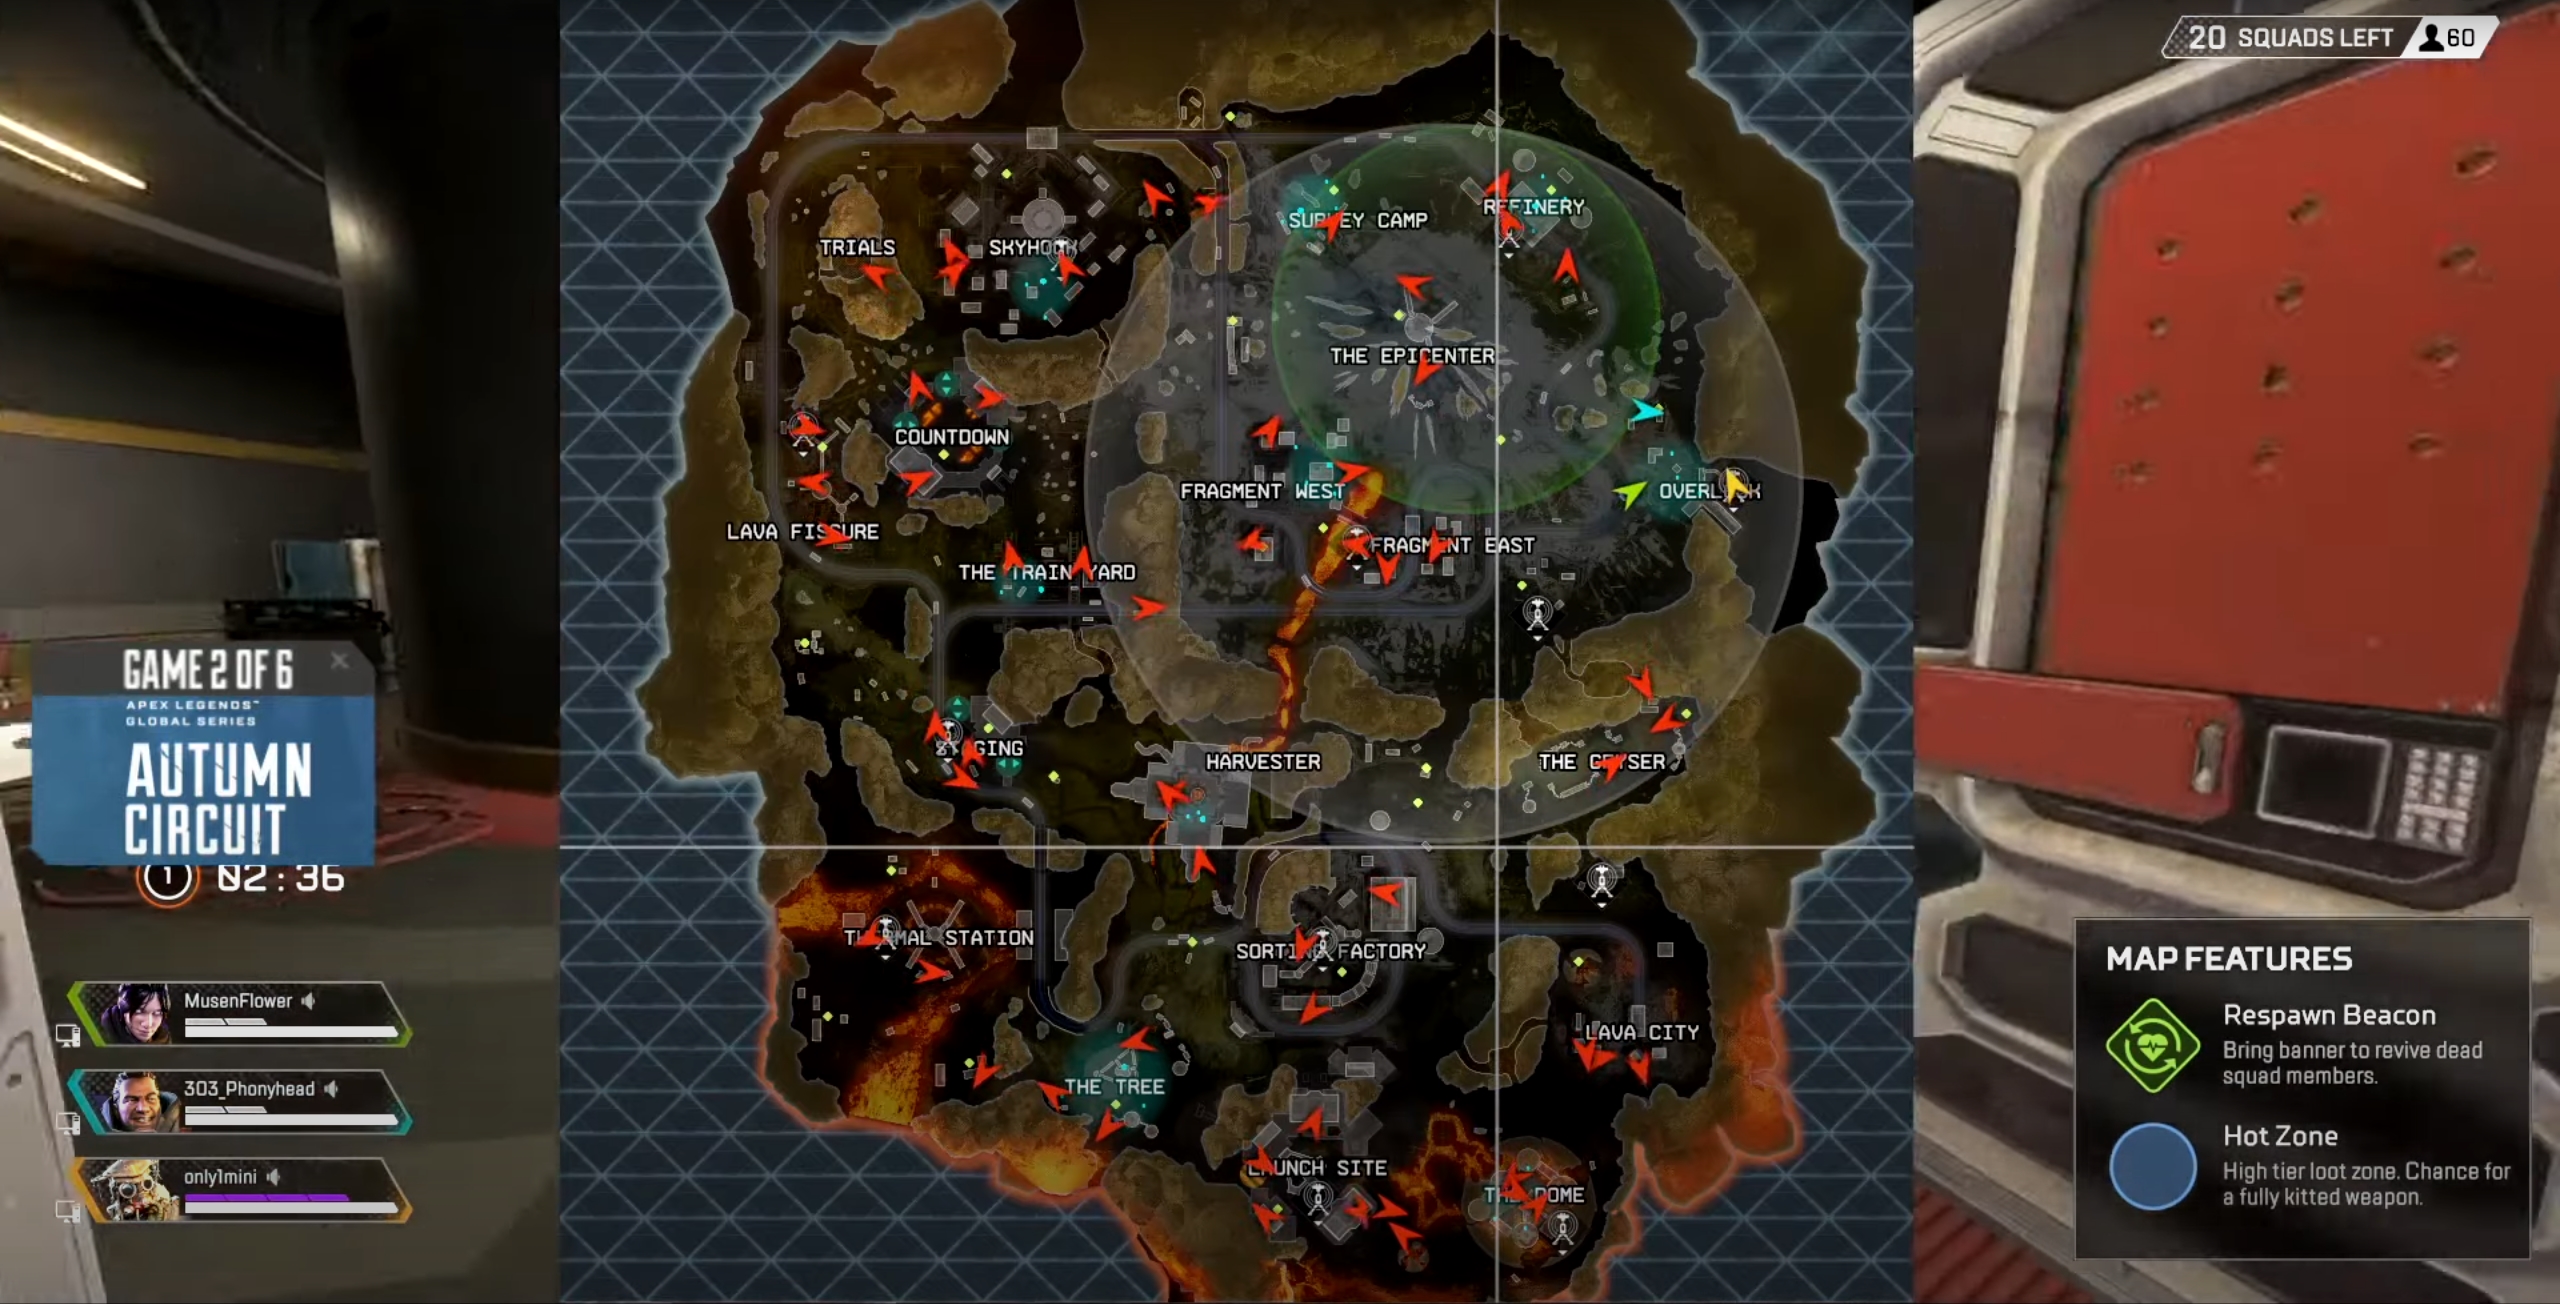 20 SQUADS LEFT 60
SURVEY CAMP
REFINERY
TRIALS
SKYHOOK
THE EPICENTER
COUNTDOWN
FRAGMENT WEST
OVERLOOK
LAVA FISSURE
FRAGMENT EAST
THE TRAIN YARD
GAME 2 OF 6
APEX LEGENDS™
GLOBAL SERIES
AUTUMN
CIRCUIT
1 02:36
STAGING
HARVESTER
THE GEYSER
THERMAL STATION
SORTING FACTORY
LAVA CITY
THE TREE
LAUNCH SITE
THE DOME
MusenFlower
303_Phonyhead
only1mini
MAP FEATURES
Respawn Beacon
Bring banner to revive dead
squad members.
Hot Zone
High tier loot zone. Chance for
a fully kitted weapon.